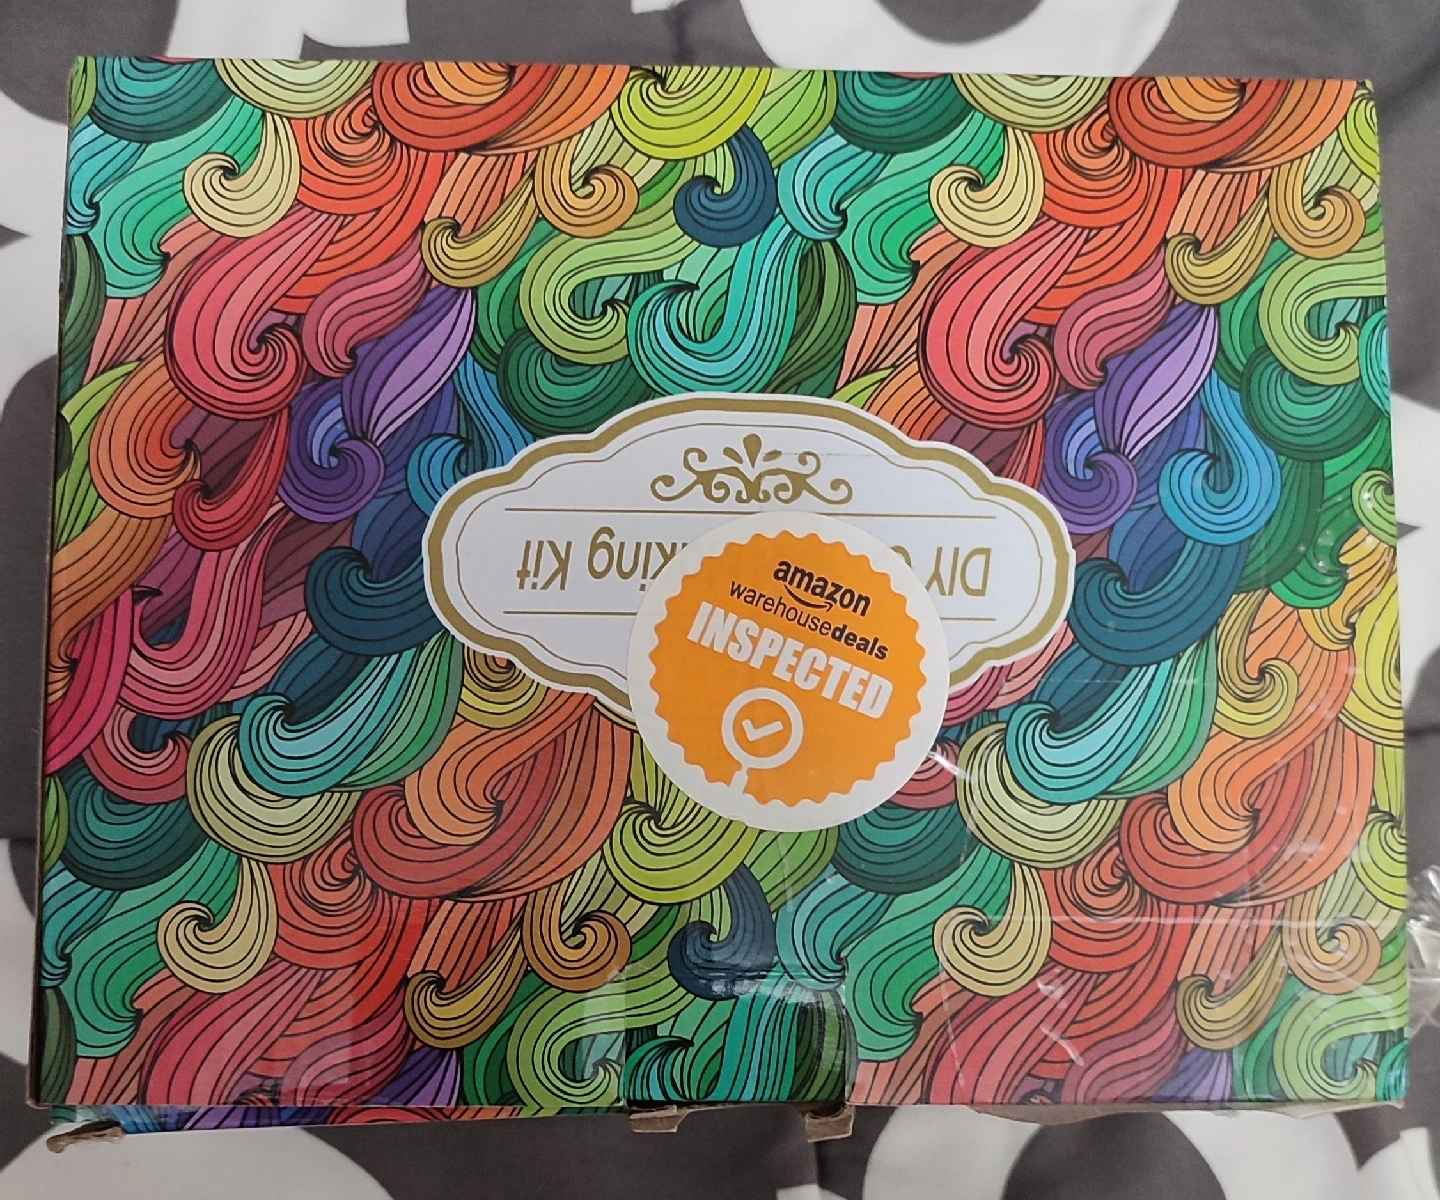 DIY
king Kit
amazon
warehousedeals
INSPECTED